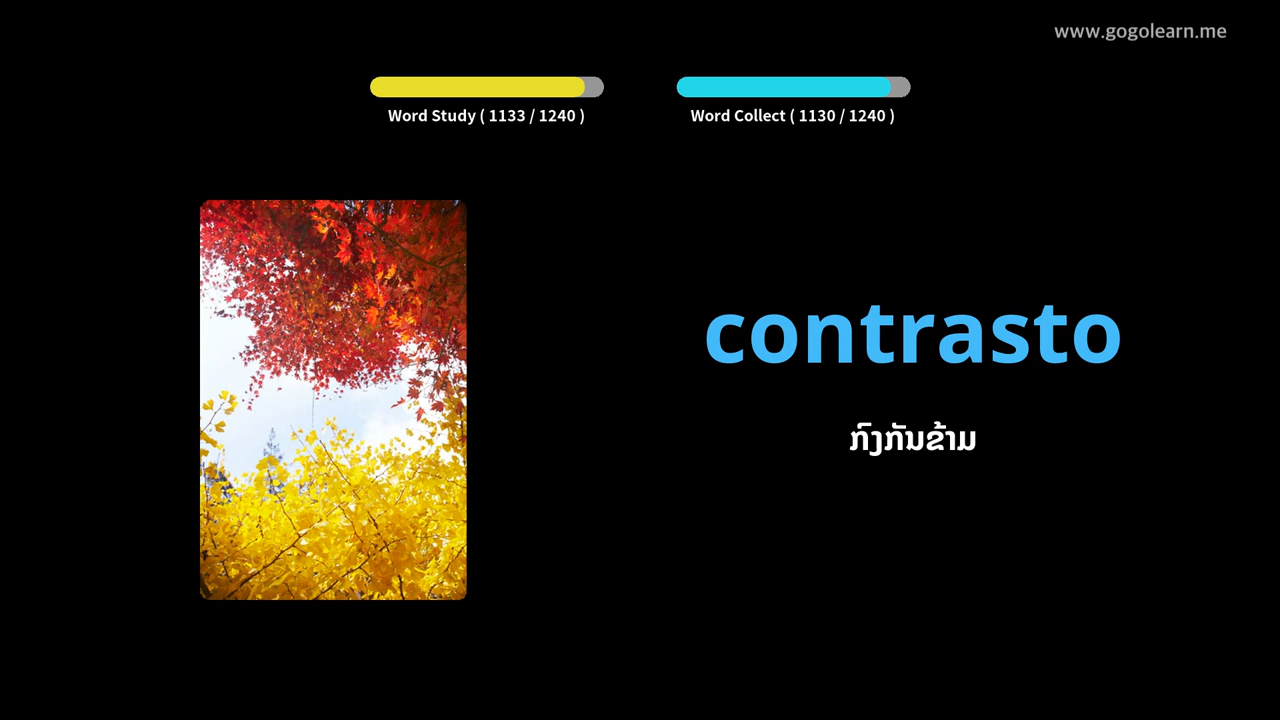 www.gogolearn.me
Word Study ( 1133 / 1240 )
Word Collect ( 1130 / 1240 )
contrasto
ກົງກັນຂ້າມ